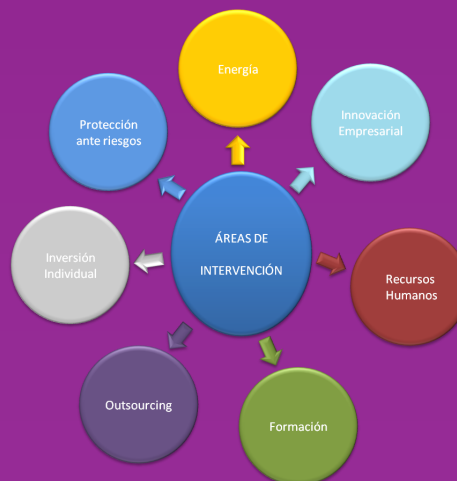 Energía
Innovación
Empresarial
Protección
ante riesgos
ÁREAS DE
INTERVENCIÓN
Inversión
Individual
Recursos
Humanos
Outsourcing
Formación